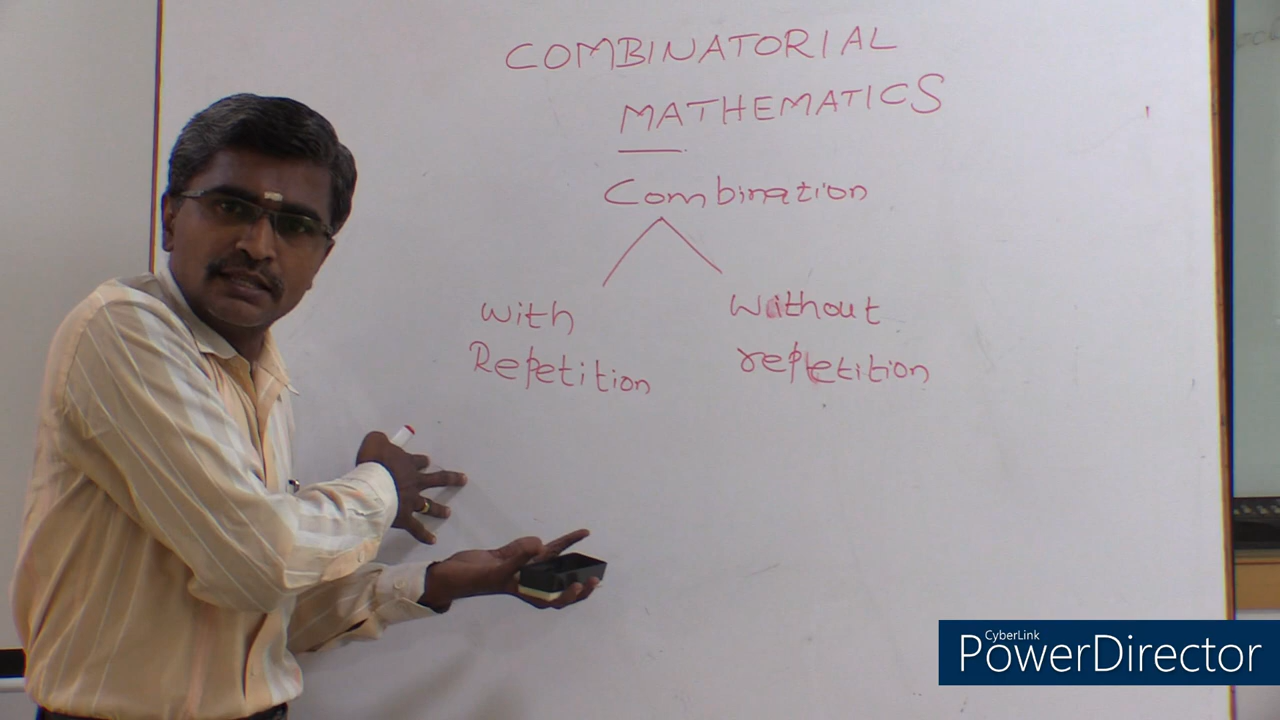 COMBINATORIAL
MATHEMATICS
Combination
With
Repetition
Without
repetition
CyberLink
PowerDirector